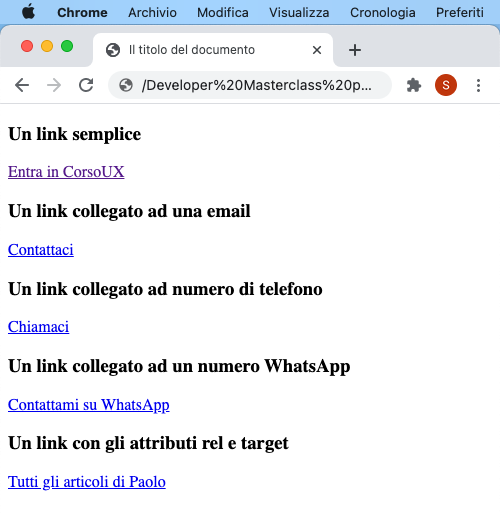 Chrome Archivio Modifica Visualizza Cronologia Preferiti
Il titolo del documento
/Developer%20Masterclass%20p...
S
Un link semplice
Entra in CorsoUX
Un link collegato ad una email
Contattaci
Un link collegato ad numero di telefono
Chiamaci
Un link collegato ad un numero WhatsApp
Contattami su WhatsApp
Un link con gli attributi rel e target
Tutti gli articoli di Paolo